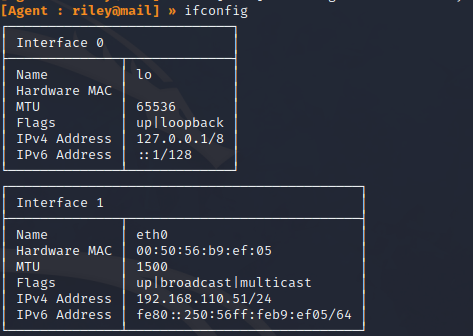 [Agent : riley@mail] » ifconfig
Interface 0
Name lo
Hardware MAC
MTU 65536
Flags up|loopback
IPv4 Address 127.0.0.1/8
IPv6 Address ::1/128
Interface 1
Name eth0
Hardware MAC 00:50:56:b9:ef:05
MTU 1500
Flags up|broadcast|multicast
IPv4 Address 192.168.110.51/24
IPv6 Address fe80::250:56ff:feb9:ef05/64